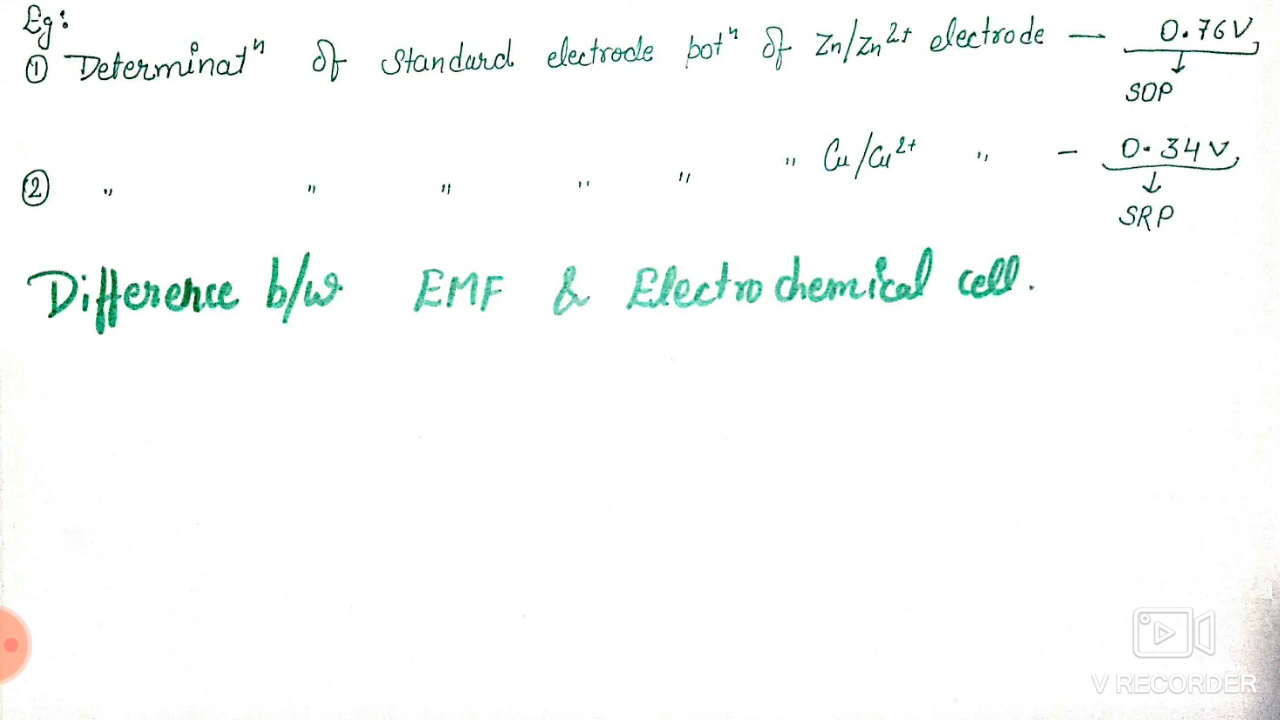 Eg:
① Determinatⁿ of standard electrode potⁿ of Zn/Zn²⁺ electrode — 0.76V,
↓
SOP
② " " " " " " Cu/Cu²⁺ " - 0.34V,
↓
SRP
Difference b/w EMF & Electrochemical cell.
V RECORDER